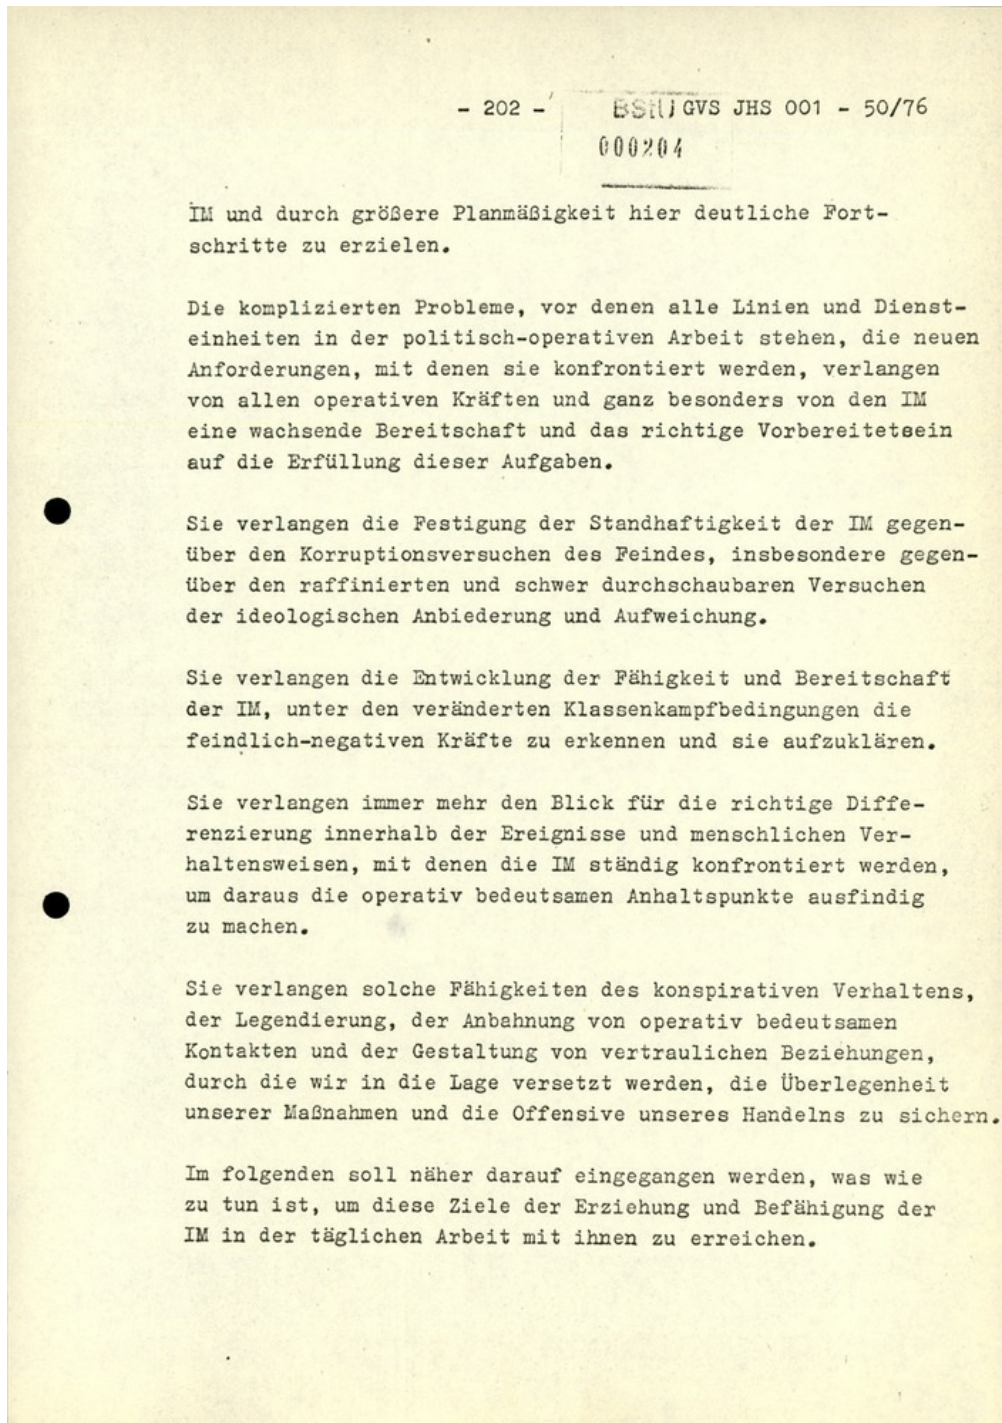 - 202 - BStU GVS JHS 001 - 50/76
000204
IM und durch größere Planmäßigkeit hier deutliche Fort-
schritte zu erzielen.
Die komplizierten Probleme, vor denen alle Linien und Dienst-
einheiten in der politisch-operativen Arbeit stehen, die neuen
Anforderungen, mit denen sie konfrontiert werden, verlangen
von allen operativen Kräften und ganz besonders von den IM
eine wachsende Bereitschaft und das richtige Vorbereitetsein
auf die Erfüllung dieser Aufgaben.
Sie verlangen die Festigung der Standhaftigkeit der IM gegen-
über den Korruptionsversuchen des Feindes, insbesondere gegen-
über den raffinierten und schwer durchschaubaren Versuchen
der ideologischen Anbiederung und Aufweichung.
Sie verlangen die Entwicklung der Fähigkeit und Bereitschaft
der IM, unter den veränderten Klassenkampfbedingungen die
feindlich-negativen Kräfte zu erkennen und sie aufzuklären.
Sie verlangen immer mehr den Blick für die richtige Diffe-
renzierung innerhalb der Ereignisse und menschlichen Ver-
haltensweisen, mit denen die IM ständig konfrontiert werden,
um daraus die operativ bedeutsamen Anhaltspunkte ausfindig
zu machen.
Sie verlangen solche Fähigkeiten des konspirativen Verhaltens,
der Legendierung, der Anbahnung von operativ bedeutsamen
Kontakten und der Gestaltung von vertraulichen Beziehungen,
durch die wir in die Lage versetzt werden, die Überlegenheit
unserer Maßnahmen und die Offensive unseres Handelns zu sichern.
Im folgenden soll näher darauf eingegangen werden, was wie
zu tun ist, um diese Ziele der Erziehung und Befähigung der
IM in der täglichen Arbeit mit ihnen zu erreichen.